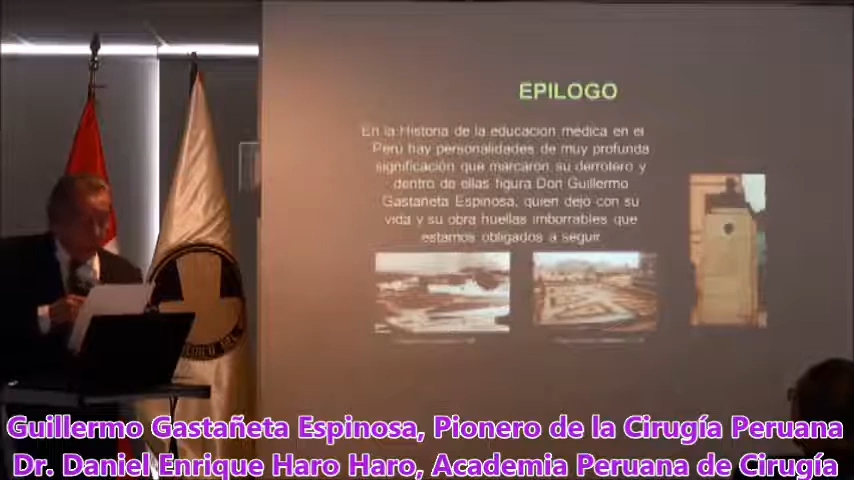 EPILOGO
En la Historia de la educacion médica en el
Perú hay personalidades de muy profunda
significación que marcaron su derrotero y
dentro de ellas figura Don Guillermo
Gastañeta Espinosa, quien dejó con su
vida y su obra huellas imborrables que
estamos obligados a seguir
Guillermo Gastañeta Espinosa, Pionero de la Cirugía Peruana
Dr. Daniel Enrique Haro Haro, Academia Peruana de Cirugía